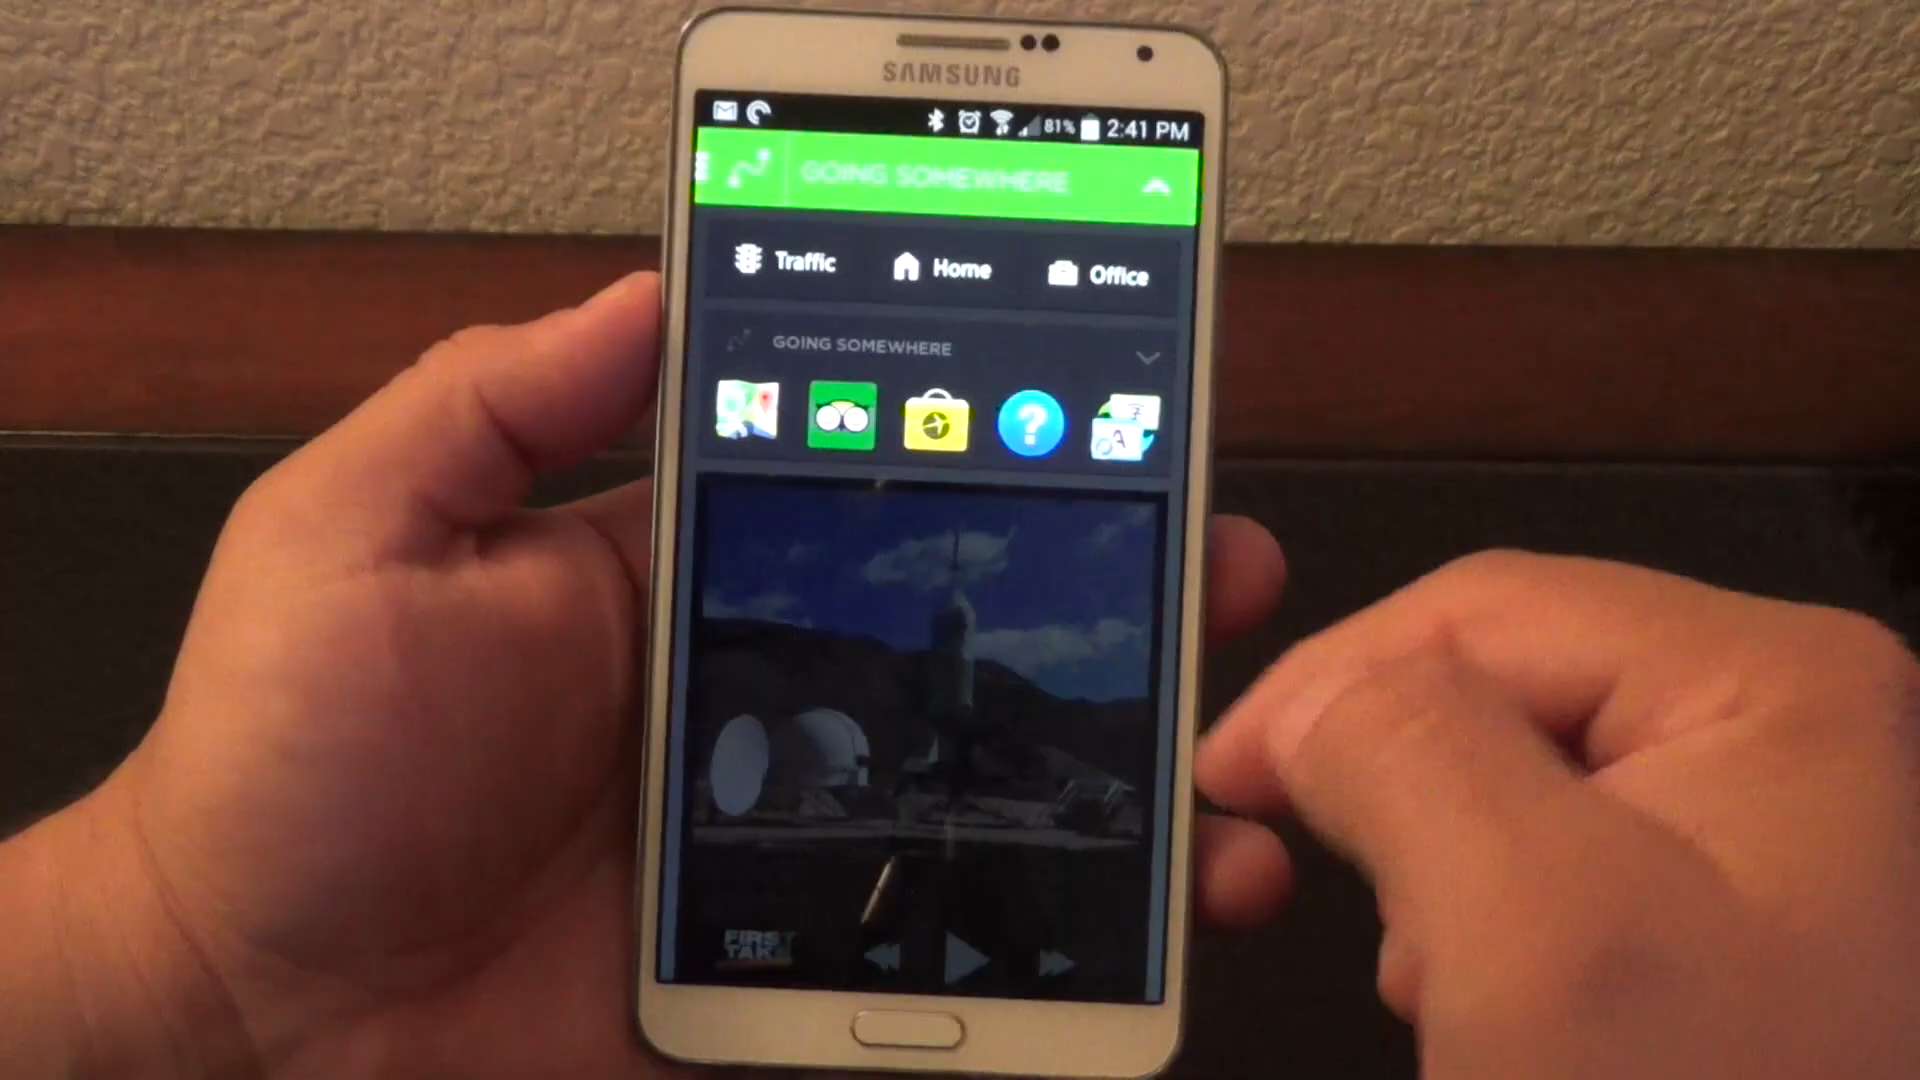 SAMSUNG
81% 2:41 PM
GOING SOMEWHERE
Traffic Home Office
GOING SOMEWHERE
?
A
FIRST
TAKE